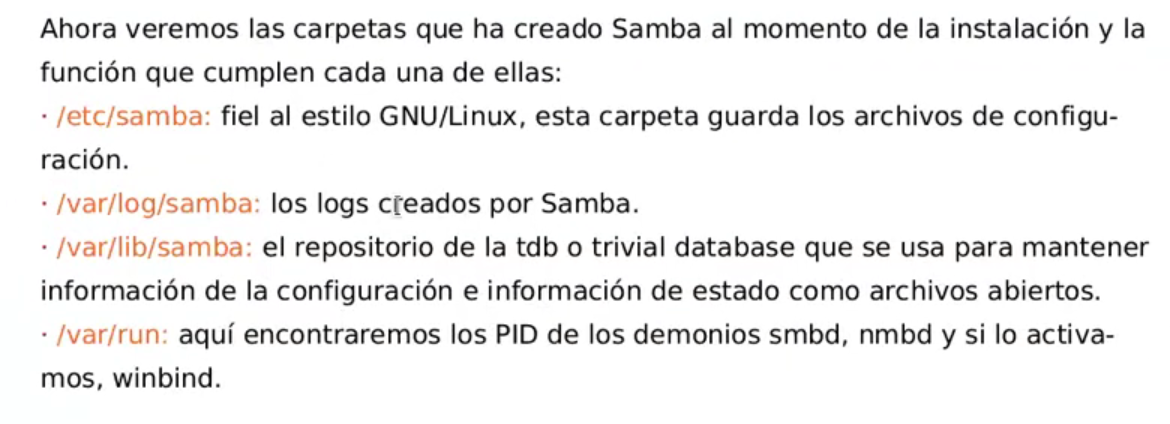 Ahora veremos las carpetas que ha creado Samba al momento de la instalación y la
función que cumplen cada una de ellas:
· /etc/samba: fiel al estilo GNU/Linux, esta carpeta guarda los archivos de configu-
ración.
· /var/log/samba: los logs creados por Samba.
· /var/lib/samba: el repositorio de la tdb o trivial database que se usa para mantener
información de la configuración e información de estado como archivos abiertos.
· /var/run: aquí encontraremos los PID de los demonios smbd, nmbd y si lo activa-
mos, winbind.